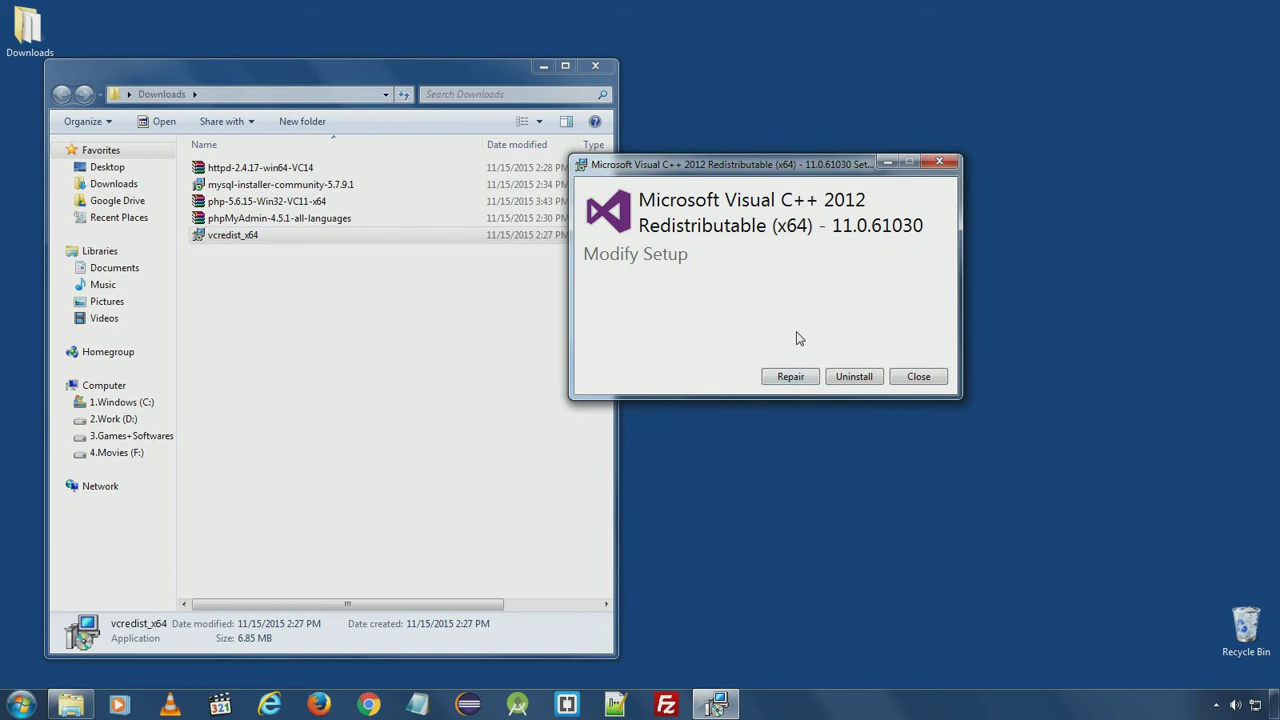 Downloads
Downloads
Search Downloads
Organize
Open
Share with
New folder
Name
Date modified
Type
Favorites
Desktop
Downloads
Google Drive
Recent Places
Libraries
Documents
Music
Pictures
Videos
Homegroup
Computer
1.Windows (C:)
2.Work (D:)
3.Games+Softwares
4.Movies (F:)
Network
httpd-2.4.17-win64-VC14 11/15/2015 2:28 PM
mysql-installer-community-5.7.9.1 11/15/2015 2:34 PM
php-5.6.15-Win32-VC11-x64 11/15/2015 3:43 PM
phpMyAdmin-4.5.1-all-languages 11/15/2015 2:30 PM
vcredist_x64 11/15/2015 2:27 PM
vcredist_x64 Date modified: 11/15/2015 2:27 PM Date created: 11/15/2015 2:27 PM
Application Size: 6.85 MB
Microsoft Visual C++ 2012 Redistributable (x64) - 11.0.61030 Set...
Microsoft Visual C++ 2012
Redistributable (x64) - 11.0.61030
Modify Setup
Repair
Uninstall
Close
Recycle Bin
321
Fz